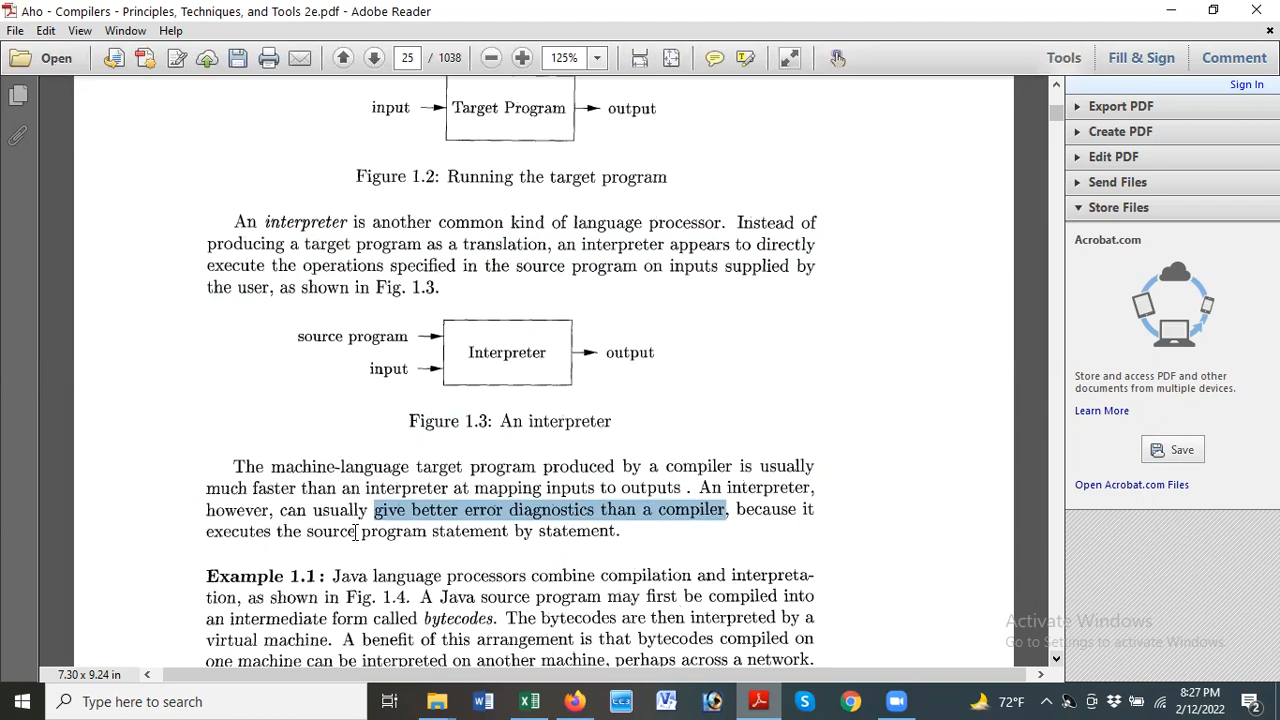 Aho - Compilers - Principles, Techniques, and Tools 2e.pdf - Adobe Reader
File Edit View Window Help
Open 25 / 1038 125% Tools Fill & Sign Comment
Sign In
input Target Program output
Figure 1.2: Running the target program
An interpreter is another common kind of language processor. Instead of
producing a target program as a translation, an interpreter appears to directly
execute the operations specified in the source program on inputs supplied by
the user, as shown in Fig. 1.3.
source program
input
Interpreter
output
Figure 1.3: An interpreter
The machine-language target program produced by a compiler is usually
much faster than an interpreter at mapping inputs to outputs . An interpreter,
however, can usually give better error diagnostics than a compiler, because it
executes the source program statement by statement.
Example 1.1: Java language processors combine compilation and interpreta-
tion, as shown in Fig. 1.4. A Java source program may first be compiled into
an intermediate form called bytecodes. The bytecodes are then interpreted by a
virtual machine. A benefit of this arrangement is that bytecodes compiled on
one machine can be interpreted on another machine, perhaps across a network.
Export PDF
Create PDF
Edit PDF
Send Files
Store Files
Acrobat.com
Store and access PDF and other
documents from multiple devices.
Learn More
Save
Open Acrobat.com Files
Activate Windows
Go to Settings to activate Windows.
7.30 x 9.24 in
Type here to search
CC3
72°F
8:27 PM
2/12/2022
2